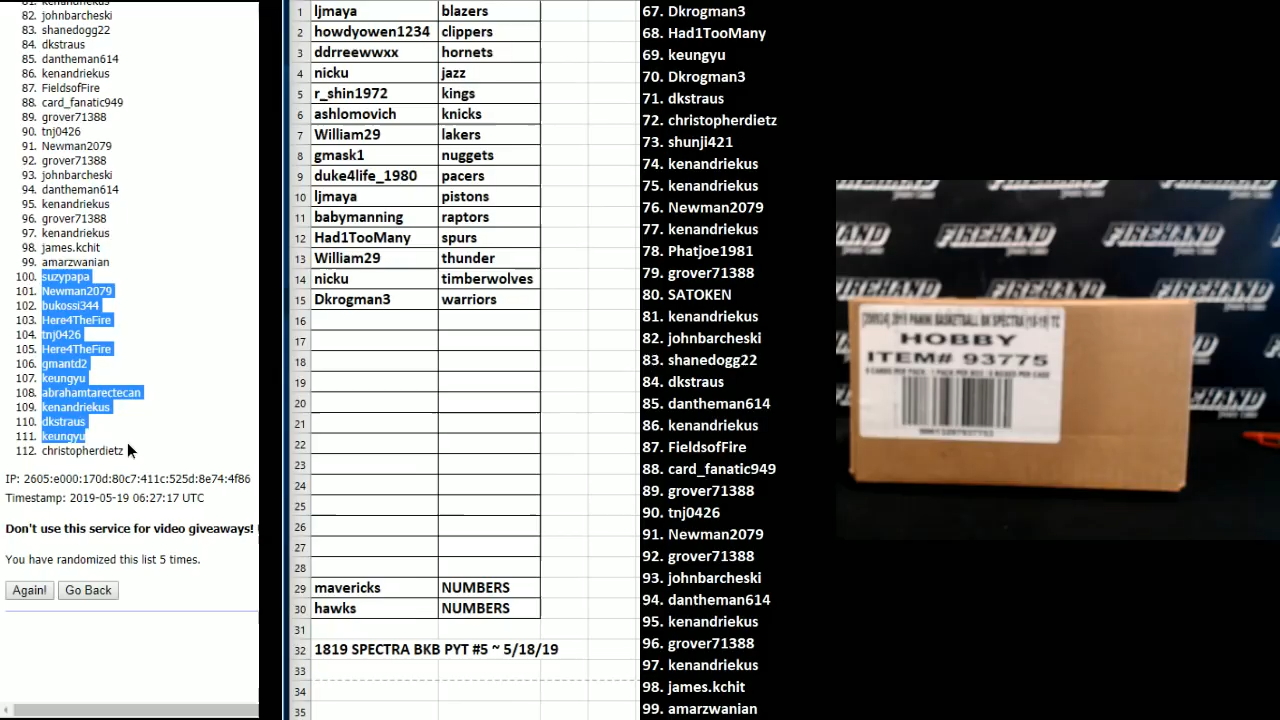 81. kenandriekus
82. johnbarcheski
83. shanedogg22
84. dkstraus
85. dantheman614
86. kenandriekus
87. FieldsofFire
88. card_fanatic949
89. grover71388
90. tnj0426
91. Newman2079
92. grover71388
93. johnbarcheski
94. dantheman614
95. kenandriekus
96. grover71388
97. kenandriekus
98. james.kchit
99. amarzwanian
100. suzypapa
101. Newman2079
102. bukossi344
103. Here4TheFire
104. tnj0426
105. Here4TheFire
106. gmantd2
107. keungyu
108. abrahamtarectecan
109. kenandriekus
110. dkstraus
111. keungyu
112. christopherdietz
IP: 2605:e000:170d:80c7:411c:525d:8e74:4f86
Timestamp: 2019-05-19 06:27:17 UTC
Don't use this service for video giveaways!
You have randomized this list 5 times.
Again! Go Back
1 ljmaya blazers
2 howdyowen1234 clippers
3 ddrreewwxx hornets
4 nicku jazz
5 r_shin1972 kings
6 ashlomovich knicks
7 William29 lakers
8 gmask1 nuggets
9 duke4life_1980 pacers
10 ljmaya pistons
11 babymanning raptors
12 Had1TooMany spurs
13 William29 thunder
14 nicku timberwolves
15 Dkrogman3 warriors
16
17
18
19
20
21
22
23
24
25
26
27
28
29 mavericks NUMBERS
30 hawks NUMBERS
31
32 1819 SPECTRA BKB PYT #5 ~ 5/18/19
33
34
35
67. Dkrogman3
68. Had1TooMany
69. keungyu
70. Dkrogman3
71. dkstraus
72. christopherdietz
73. shunji421
74. kenandriekus
75. kenandriekus
76. Newman2079
77. kenandriekus
78. Phatjoe1981
79. grover71388
80. SATOKEN
81. kenandriekus
82. johnbarcheski
83. shanedogg22
84. dkstraus
85. dantheman614
86. kenandriekus
87. FieldsofFire
88. card_fanatic949
89. grover71388
90. tnj0426
91. Newman2079
92. grover71388
93. johnbarcheski
94. dantheman614
95. kenandriekus
96. grover71388
97. kenandriekus
98. james.kchit
99. amarzwanian
FIREHAND FIREHAND FIREHAND
2019 PANINI BASKETBALL BK SPECTRA (18-19) TC
HOBBY
ITEM# 93775